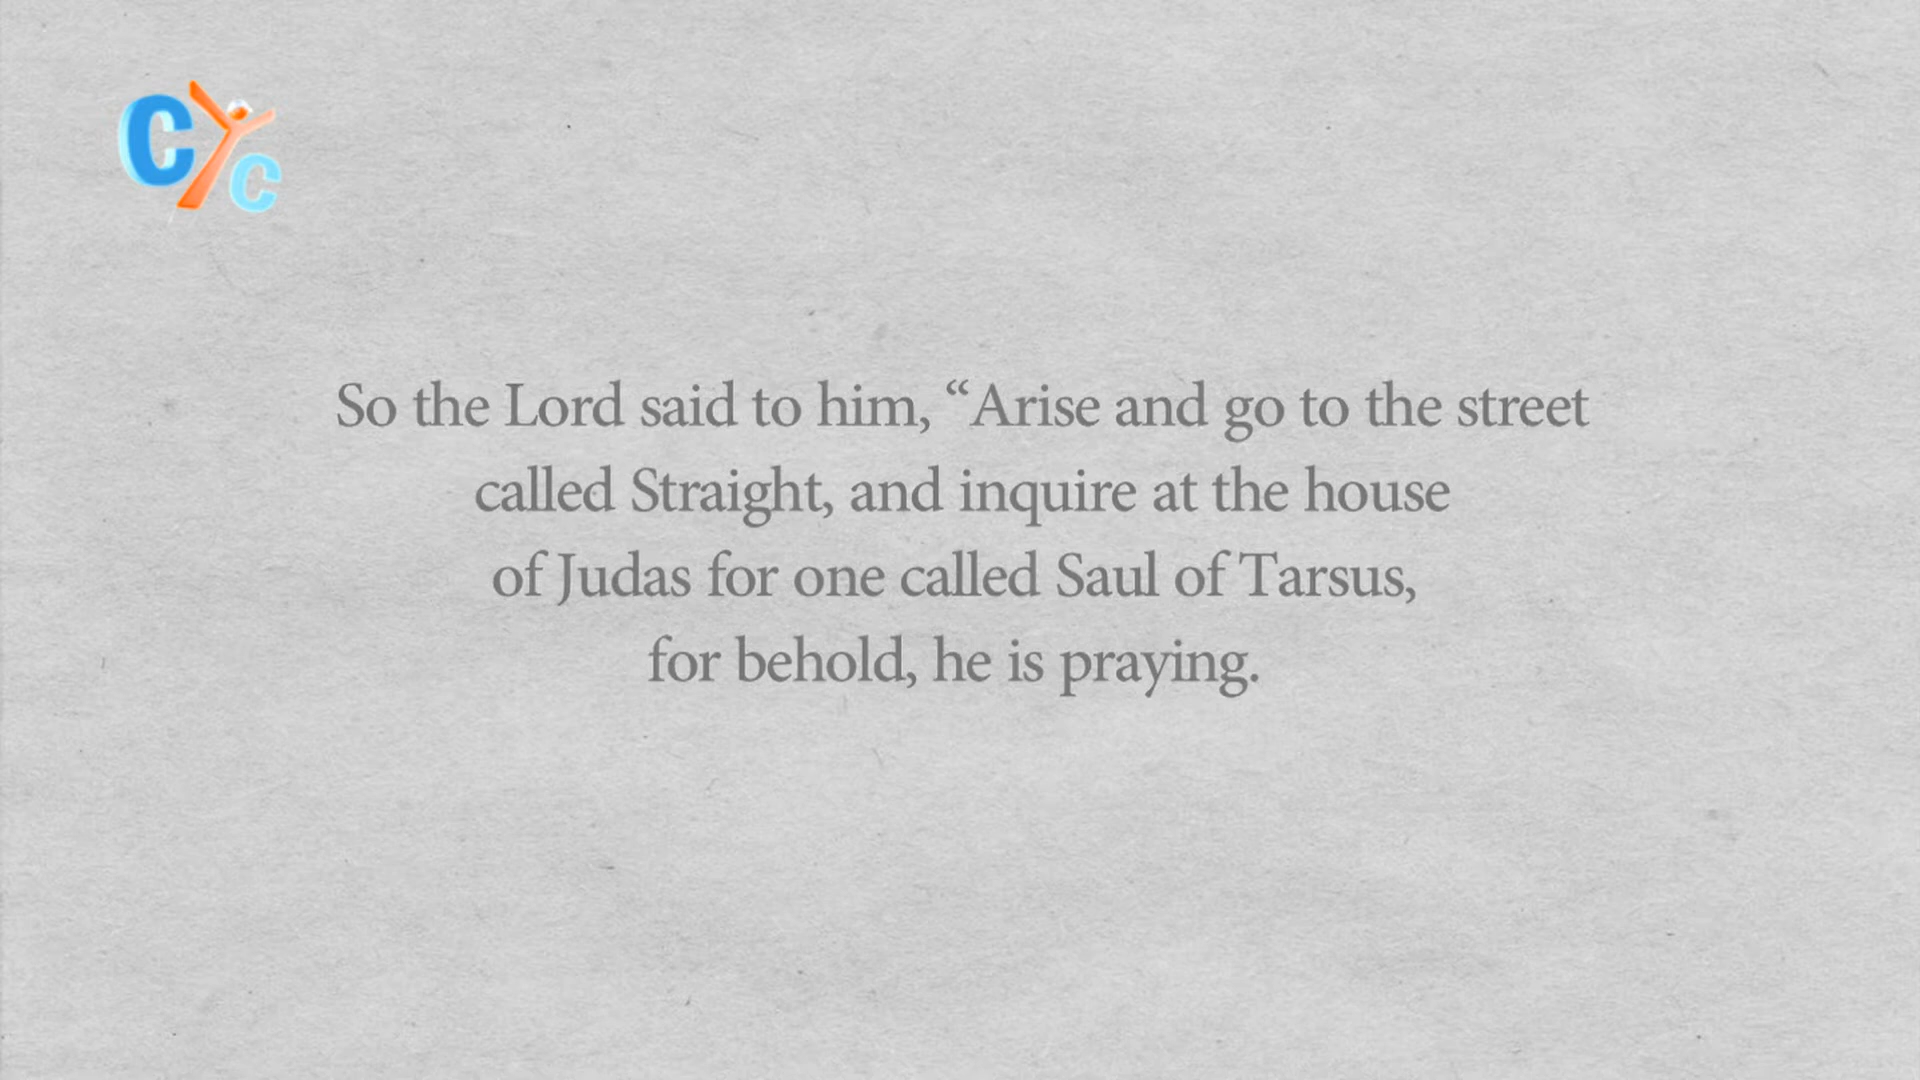 CYC
So the Lord said to him, “Arise and go to the street
called Straight, and inquire at the house
of Judas for one called Saul of Tarsus,
for behold, he is praying.